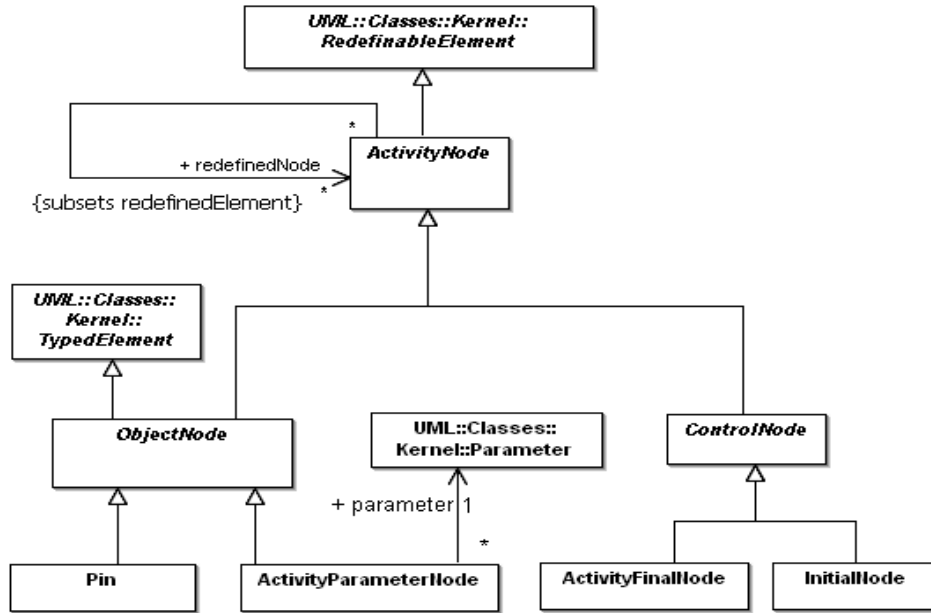 UML::Classes::Kernel::
RedefinableElement
*
ActivityNode
+ redefinedNode
*
{subsets redefinedElement}
UML::Classes::
Kernel::
TypedElement
ObjectNode
UML::Classes::
Kernel::Parameter
ControlNode
+ parameter 1
*
Pin
ActivityParameterNode
ActivityFinalNode
InitialNode